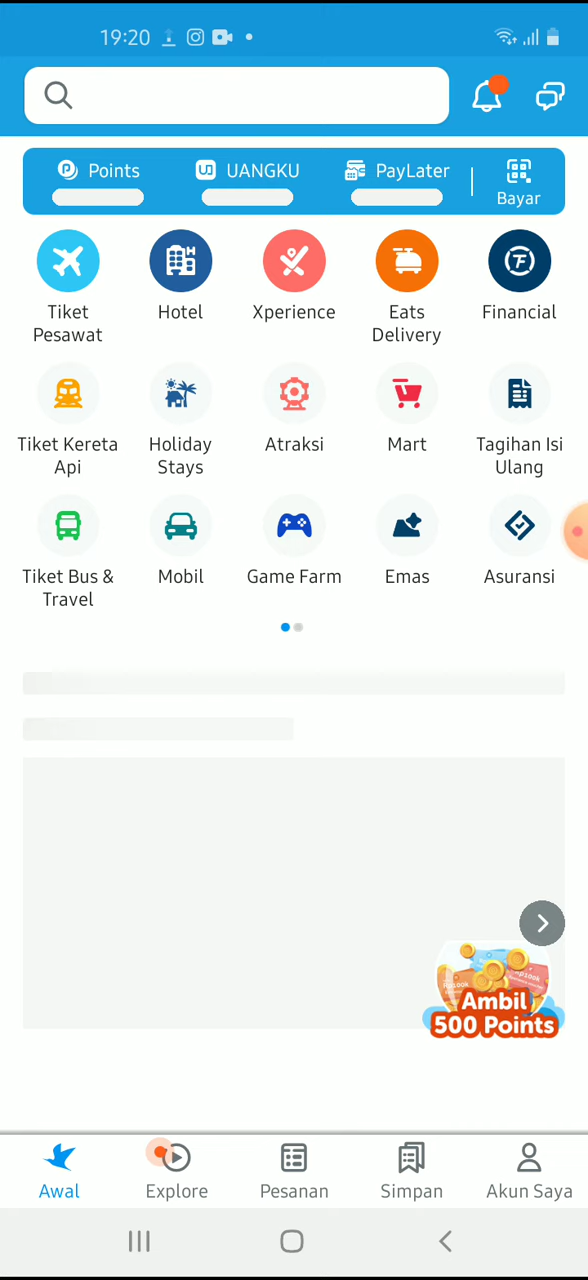 19:20
Points
UANGKU
PayLater
Bayar
Tiket
Pesawat
Hotel
Xperience
Eats
Delivery
Financial
Tiket Kereta
Api
Holiday
Stays
Atraksi
Mart
Tagihan Isi
Ulang
Tiket Bus &
Travel
Mobil
Game Farm
Emas
Asuransi
Rp100k
Rp100k
Ambil
500 Points
Awal
Explore
Pesanan
Simpan
Akun Saya